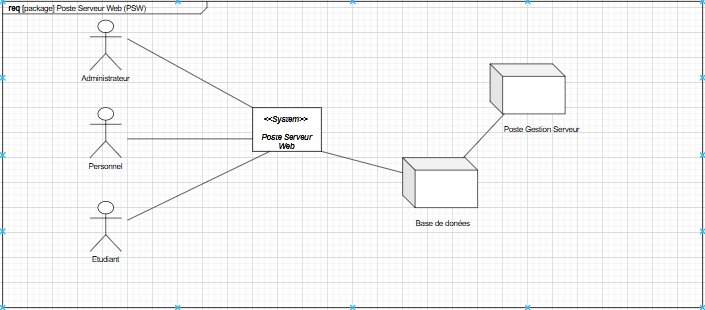 req [package] Poste Serveur Web (PSW)
Administrateur
<<System>>
Poste Serveur
Web
Poste Gestion Serveur
Personnel
Base de donées
Etudiant